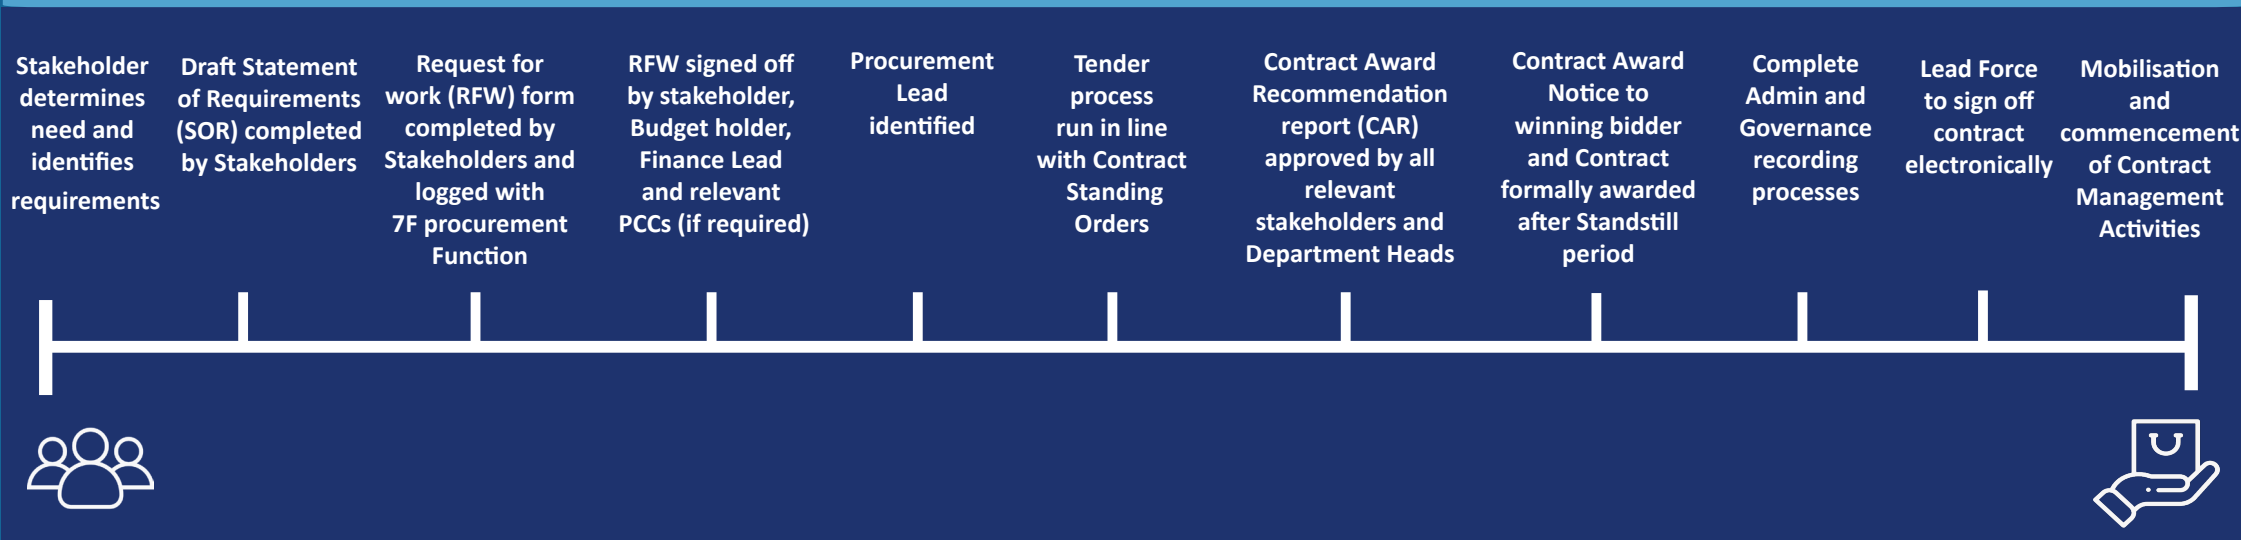 Stakeholder
determines
need and
identifies
requirements
Draft Statement
of Requirements
(SOR) completed
by Stakeholders
Request for
work (RFW) form
completed by
Stakeholders and
logged with
7F procurement
Function
RFW signed off
by stakeholder,
Budget holder,
Finance Lead
and relevant
PCCs (if required)
Procurement
Lead
identified
Tender
process
run in line
with Contract
Standing
Orders
Contract Award
Recommendation
report (CAR)
approved by all
relevant
stakeholders and
Department Heads
Contract Award
Notice to
winning bidder
and Contract
formally awarded
after Standstill
period
Complete
Admin and
Governance
recording
processes
Lead Force
to sign off
contract
electronically
Mobilisation
and
commencement
of Contract
Management
Activities